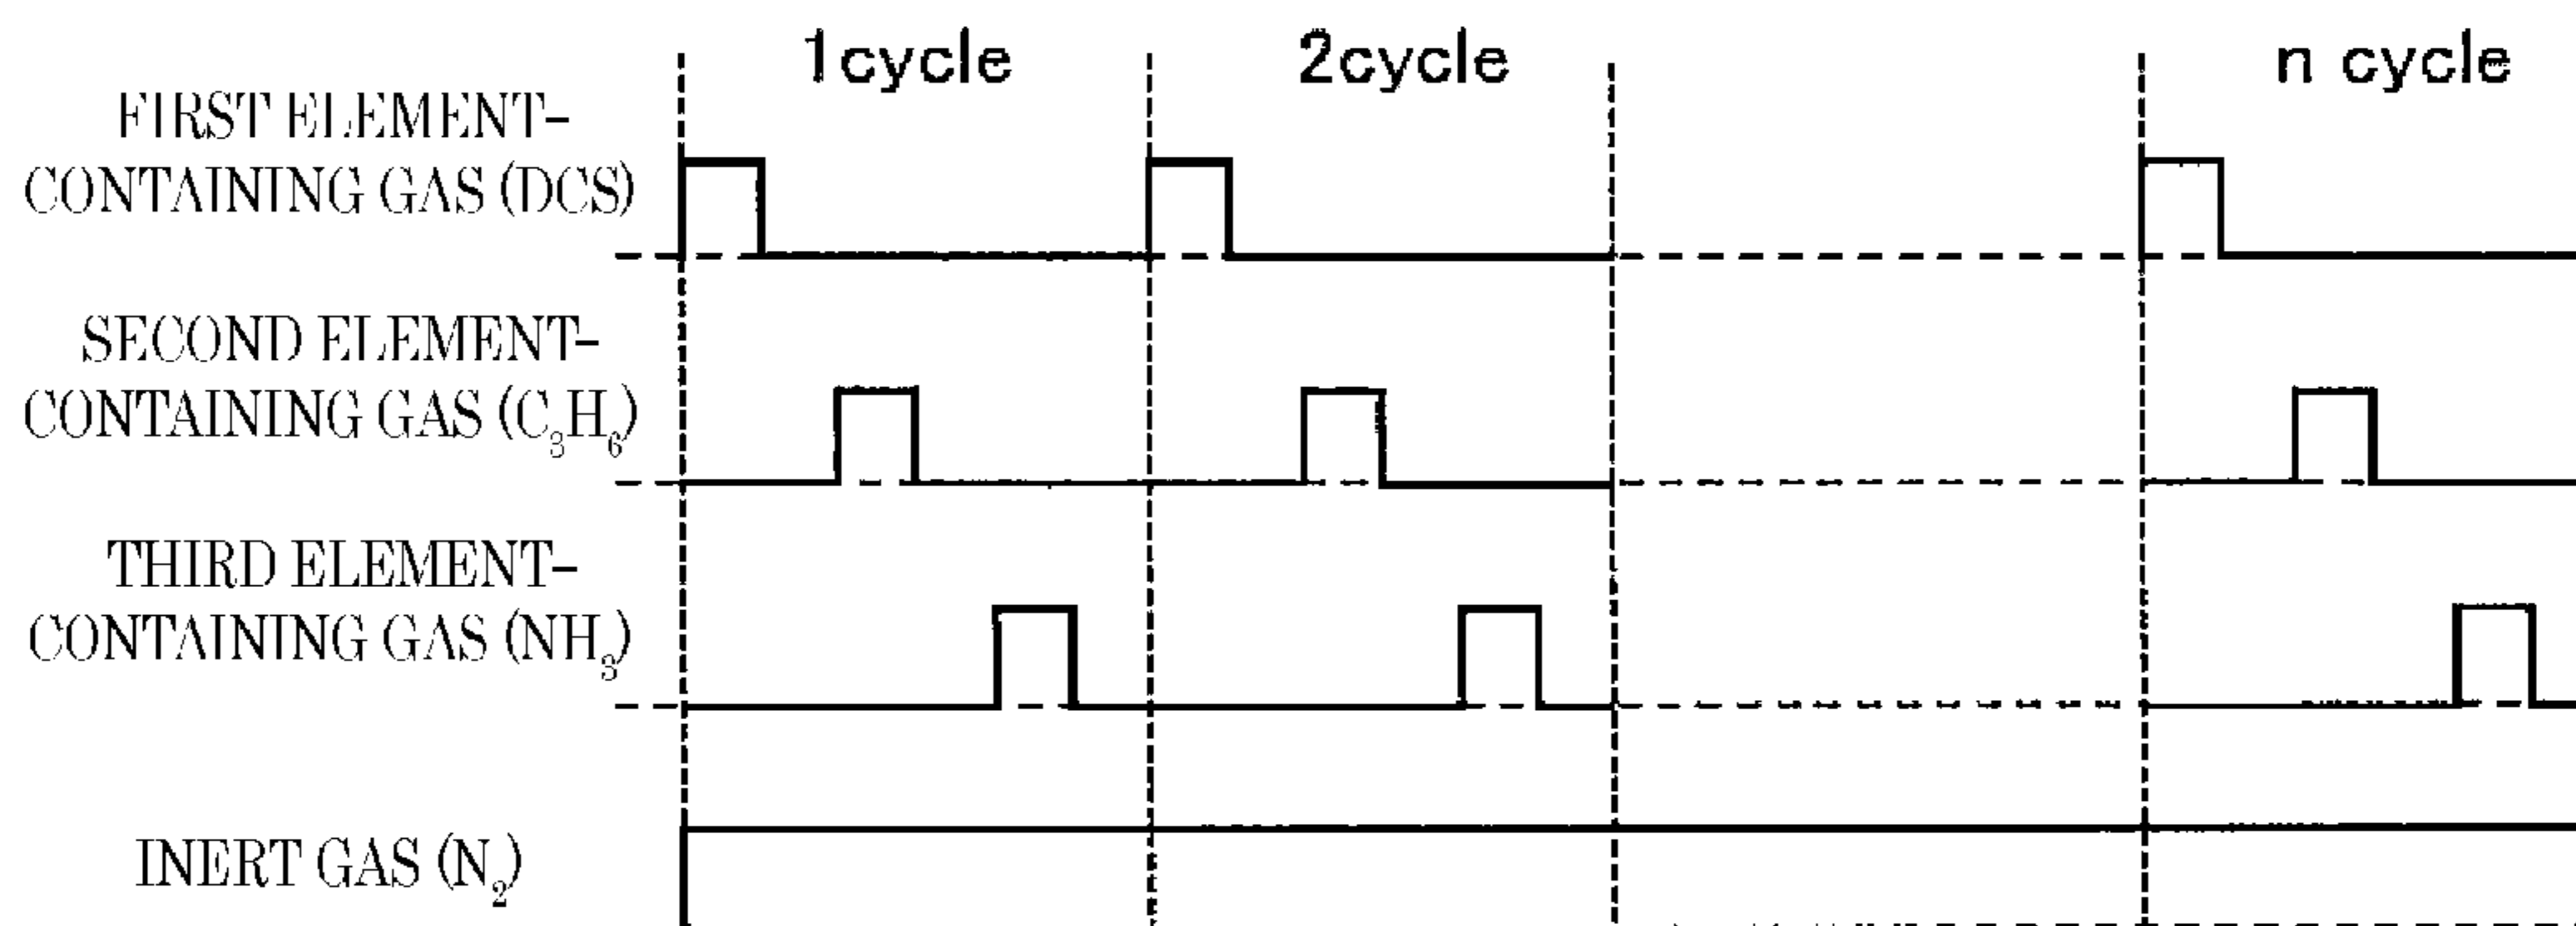 1cycle 2cycle n cycle
FIRST ELEMENT-
CONTAINING GAS (DCS)
SECOND ELEMENT-
CONTAINING GAS (C₃H₆)
THIRD ELEMENT-
CONTAINING GAS (NH₃)
INERT GAS (N₂)